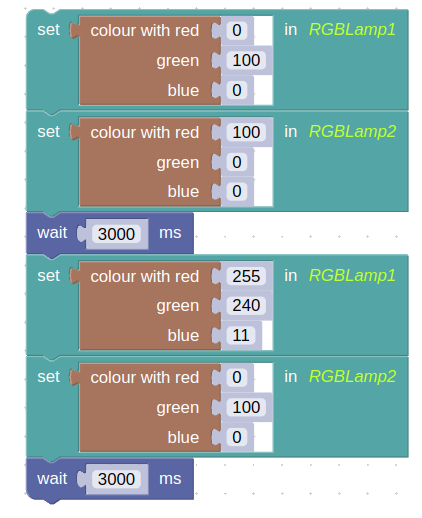 set colour with red 0 in RGBLamp1
green 100
blue 0
set colour with red 100 in RGBLamp2
green 0
blue 0
wait 3000 ms
set colour with red 255 in RGBLamp1
green 240
blue 11
set colour with red 0 in RGBLamp2
green 100
blue 0
wait 3000 ms